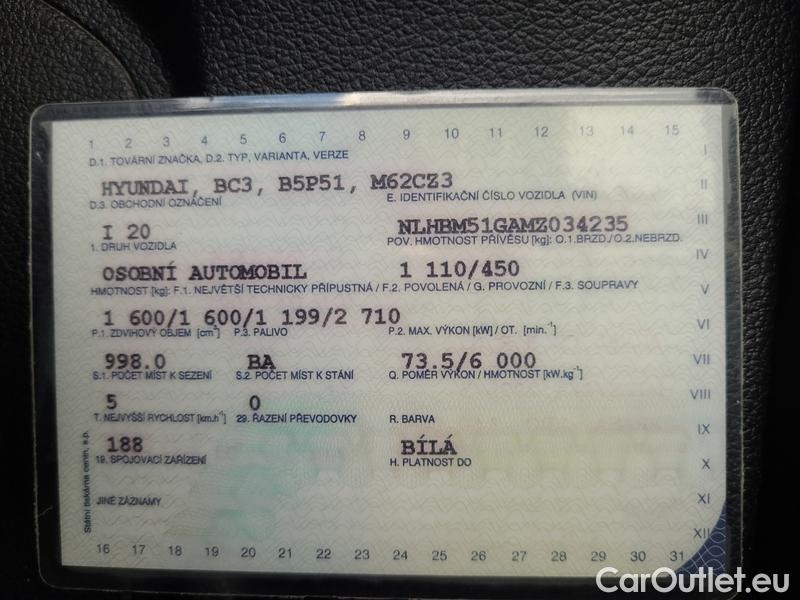 1 2 3 4 5 6 7 8 9 10 11 12 13 14 15
D.1. TOVÁRNÍ ZNAČKA, D.2. TYP, VARIANTA, VERZE
I
HYUNDAI, BC3, B5P51, M62CZ3
II
D.3. OBCHODNÍ OZNAČENÍ E. IDENTIFIKAČNÍ ČÍSLO VOZIDLA (VIN)
I 20 NLHBM51GAMZ034235
III
1. DRUH VOZIDLA POV. HMOTNOST PŘÍVĚSU [kg]: O.1 BRZD./O.2 NEBRZD.
IV
OSOBNÍ AUTOMOBIL 1 110/450
HMOTNOST [kg]: F.1. NEJVĚTŠÍ TECHNICKY PŘÍPUSTNÁ / F.2. POVOLENÁ / G. PROVOZNÍ / F.3. SOUPRAVY
V
1 600/1 600/1 199/2 710
VI
P.1. ZDVIHOVÝ OBJEM [cm³] P.3. PALIVO P.2. MAX. VÝKON [kW] / OT. [min.⁻¹]
998.0 BA 73.5/6 000
VII
S.1. POČET MÍST K SEZENÍ S.2. POČET MÍST K STÁNÍ Q. POMĚR VÝKON / HMOTNOST [kW.kg⁻¹]
VIII
5 0
T. NEJVYŠŠÍ RYCHLOST [km.h⁻¹] 29. ŘAZENÍ PŘEVODOVKY R. BARVA
IX
188 BÍLÁ
19. SPOJOVACÍ ZAŘÍZENÍ H. PLATNOST DO
X
JINÉ ZÁZNAMY
XI
XII
16 17 18 19 20 21 22 23 24 25 26 27 28 29 30 31
Státní tiskárna cenin, s.p.
CarOutlet.eu